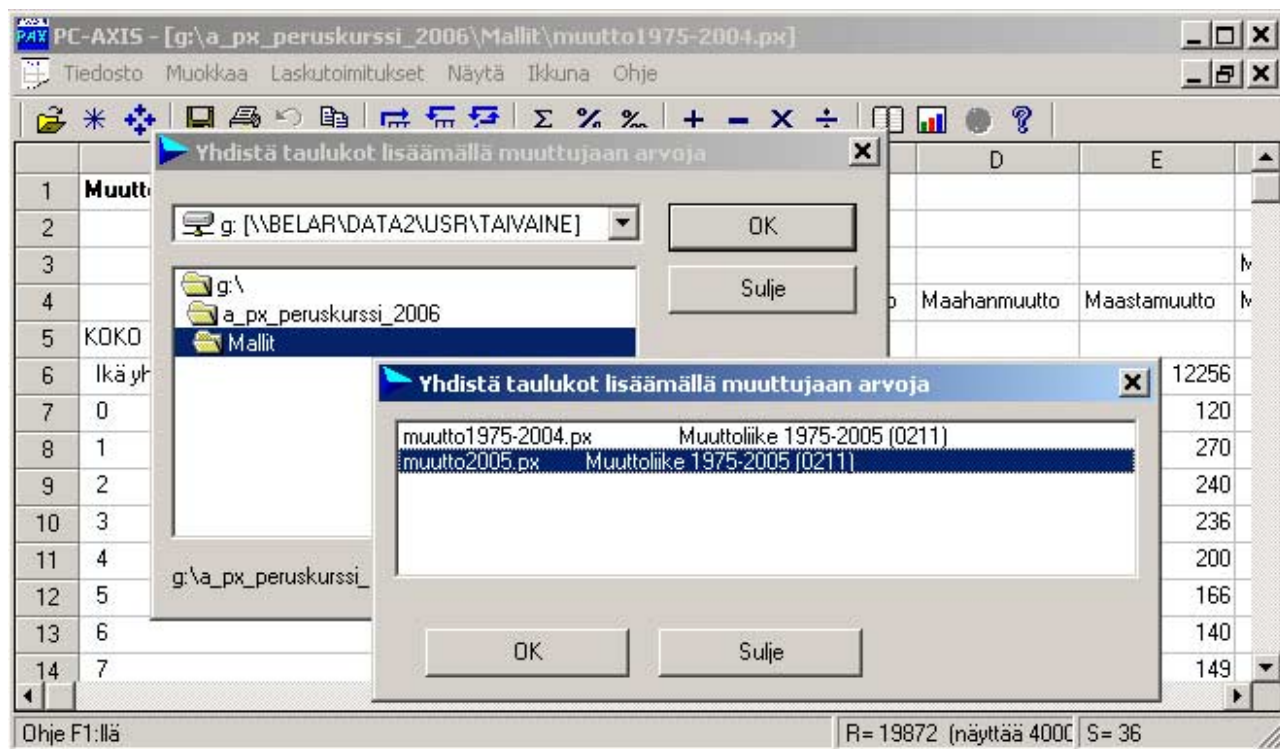 PC-AXIS - [g:\a_px_peruskurssi_2006\Mallit\muutto1975-2004.px]
Tiedosto Muokkaa Laskutoimitukset Näytä Ikkuna Ohje
Σ % ‰ + - × ÷ ?
Yhdistä taulukot lisäämällä muuttujaan arvoja
D E
1
2 g: [\\BELAR\DATA2\USR\TAIVAINE] OK
3 g:\ Sulje
4 a_px_peruskurssi_2006 Maahanmuutto Maastamuutto
5 KOKO Mallit
6 12256
Yhdistä taulukot lisäämällä muuttujaan arvoja
7 0 120
muutto1975-2004.px Muuttoliike 1975-2005 (0211)
8 1 270
muutto2005.px Muuttoliike 1975-2005 (0211)
9 2 240
10 3 236
11 4 200
g:\a_px_peruskurssi_
12 5 166
13 6 140
OK Sulje
14 7 149
Ohje F1:llä R= 19872 (näyttää S= 36